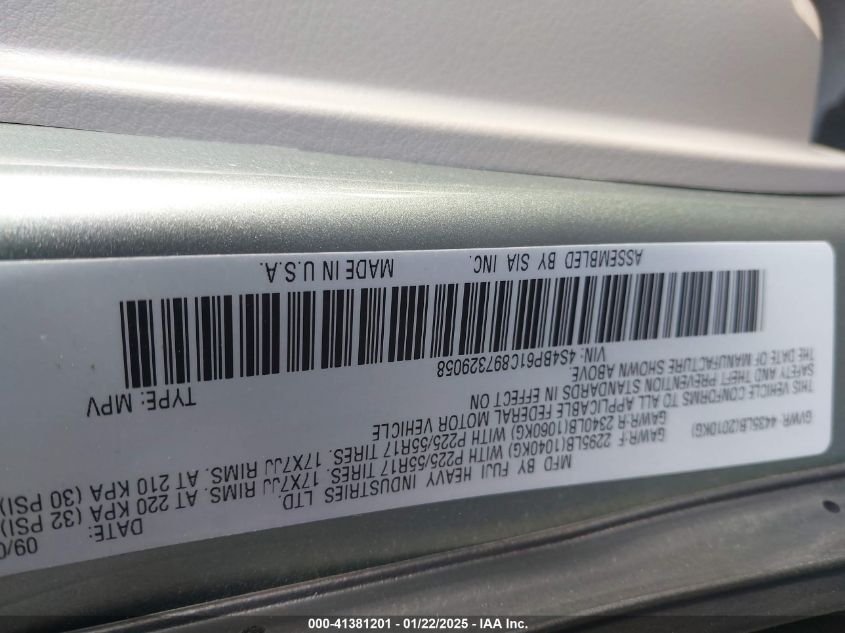 MFD BY FUJI HEAVY INDUSTRIES LTD DATE: 09/0
GVWR: 4435LB(2010KG)
GAWR:F 2295LB(1040KG) WITH P225/55R17 TIRES. 17X7JJ RIMS. AT 220 KPA (32 PSI)
GAWR:R 2340LB(1060KG) WITH P225/55R17 TIRES. 17X7JJ RIMS. AT 210 KPA (30 PSI)
THIS VEHICLE CONFORMS TO ALL APPLICABLE FEDERAL MOTOR VEHICLE
SAFETY AND THEFT PREVENTION STANDARDS IN EFFECT ON
THE DATE OF MANUFACTURE SHOWN ABOVE.
VIN: 4S4BP61C897329058 TYPE: MPV
ASSEMBLED BY SIA INC. MADE IN U.S.A.
000-41381201 - 01/22/2025 - IAA Inc.